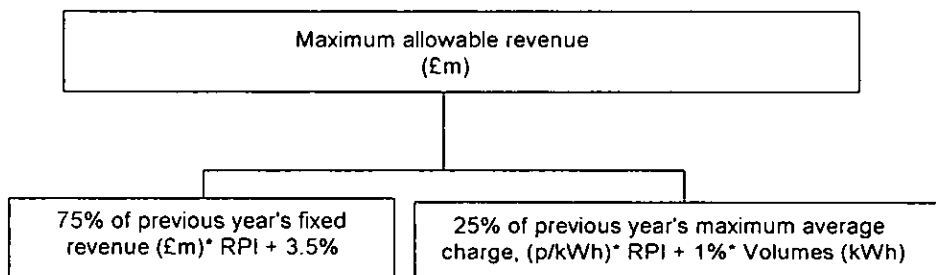 Maximum allowable revenue
(£m)
75% of previous year's fixed
revenue (£m)* RPI + 3.5%
25% of previous year's maximum average
charge, (p/kWh)* RPI + 1%* Volumes (kWh)